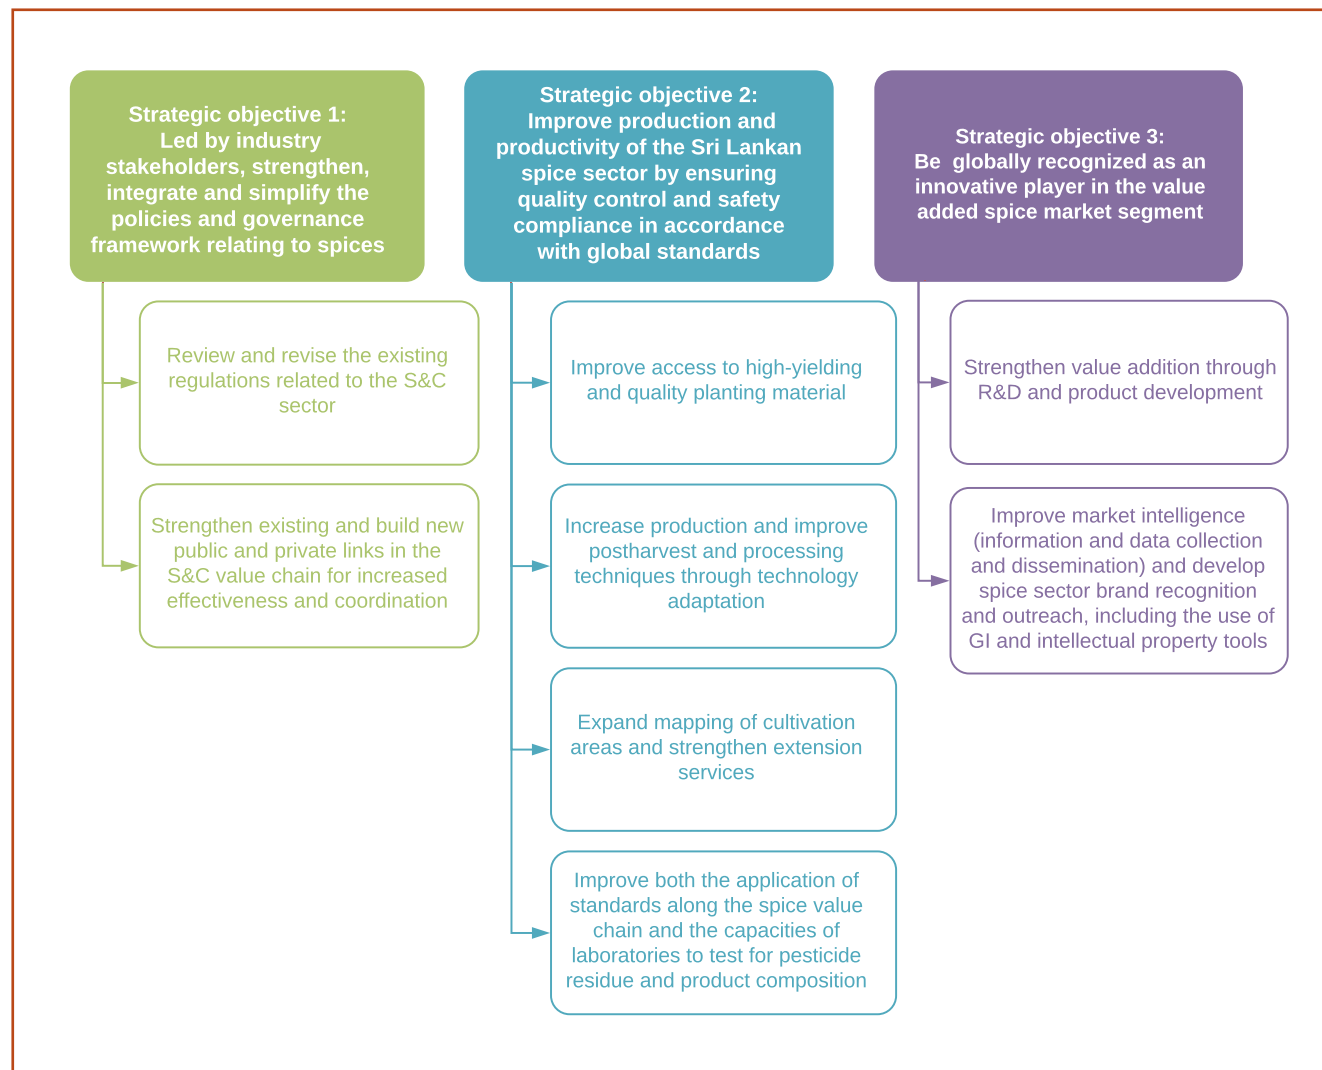 Strategic objective 1:
Led by industry
stakeholders, strengthen,
integrate and simplify the
policies and governance
framework relating to spices
Review and revise the existing
regulations related to the S&C
sector
Strengthen existing and build new
public and private links in the
S&C value chain for increased
effectiveness and coordination
Strategic objective 2:
Improve production and
productivity of the Sri Lankan
spice sector by ensuring
quality control and safety
compliance in accordance
with global standards
Improve access to high-yielding
and quality planting material
Increase production and improve
postharvest and processing
techniques through technology
adaptation
Expand mapping of cultivation
areas and strengthen extension
services
Improve both the application of
standards along the spice value
chain and the capacities of
laboratories to test for pesticide
residue and product composition
Strategic objective 3:
Be  globally recognized as an
innovative player in the value
added spice market segment
Strengthen value addition through
R&D and product development
Improve market intelligence
(information and data collection
and dissemination) and develop
spice sector brand recognition
and outreach, including the use of
GI and intellectual property tools